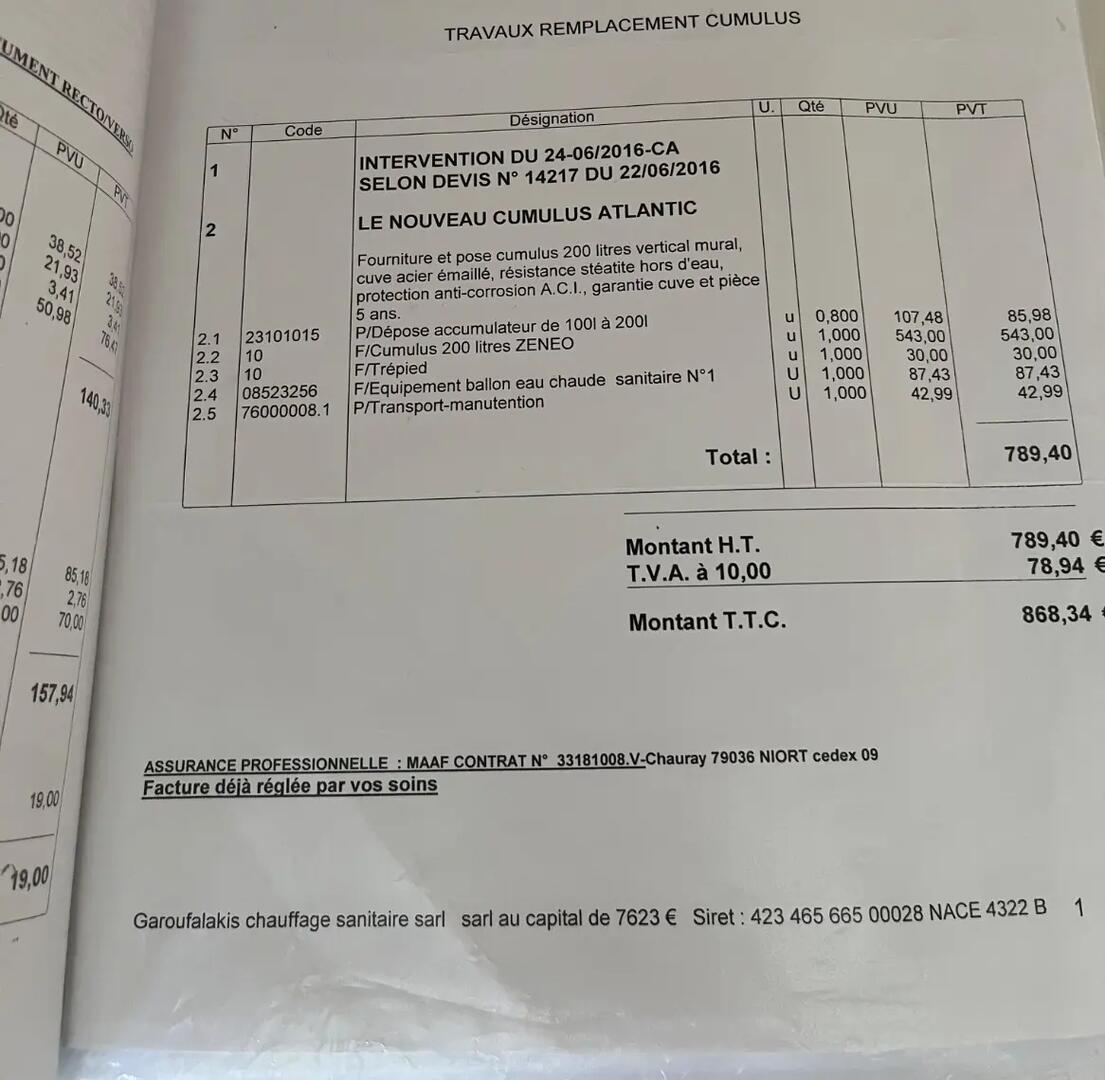 UMENT RECTO/VERSO
Qté PVU PVT
38,52
21,93
3,41
50,98
140,33
85,18
2,76
70,00
157,94
19,00
19,00
TRAVAUX REMPLACEMENT CUMULUS
N° Code Désignation U. Qté PVU PVT
1 INTERVENTION DU 24-06/2016-CA
SELON DEVIS N° 14217 DU 22/06/2016
2 LE NOUVEAU CUMULUS ATLANTIC
Fourniture et pose cumulus 200 litres vertical mural,
cuve acier émaillé, résistance stéatite hors d'eau,
protection anti-corrosion A.C.I., garantie cuve et pièce
5 ans.
2.1 23101015 P/Dépose accumulateur de 100l à 200l u 0,800 107,48 85,98
2.2 10 F/Cumulus 200 litres ZENEO u 1,000 543,00 543,00
2.3 10 F/Trépied u 1,000 30,00 30,00
2.4 08523256 F/Equipement ballon eau chaude sanitaire N°1 U 1,000 87,43 87,43
2.5 76000008.1 P/Transport-manutention U 1,000 42,99 42,99
Total : 789,40
Montant H.T. 789,40 €
T.V.A. à 10,00 78,94 €
Montant T.T.C. 868,34 €
ASSURANCE PROFESSIONNELLE : MAAF CONTRAT N° 33181008.V-Chauray 79036 NIORT cedex 09
Facture déjà réglée par vos soins
Garoufalakis chauffage sanitaire sarl sarl au capital de 7623 € Siret : 423 465 665 00028 NACE 4322 B 1